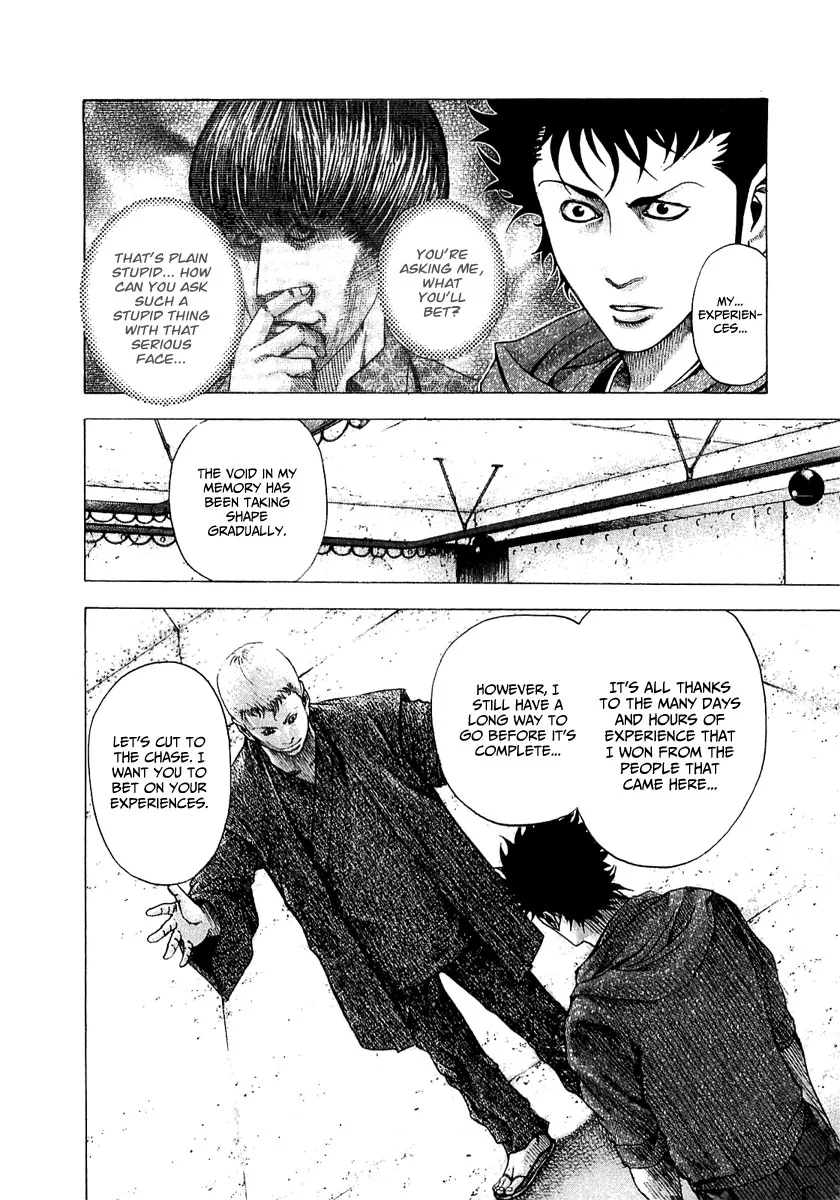 MY...
EXPERIEN-
CES...
YOU'RE
ASKING ME,
WHAT
YOU'LL
BET?
THAT'S PLAIN
STUPID... HOW
CAN YOU ASK
SUCH A
STUPID THING
WITH THAT
SERIOUS
FACE...
THE VOID IN MY
MEMORY HAS
BEEN TAKING
SHAPE
GRADUALLY.
IT'S ALL THANKS
TO THE MANY DAYS
AND HOURS OF
EXPERIENCE THAT
I WON FROM THE
PEOPLE THAT
CAME HERE...
HOWEVER, I
STILL HAVE A
LONG WAY TO
GO BEFORE IT'S
COMPLETE...
LET'S CUT TO
THE CHASE. I
WANT YOU TO
BET ON YOUR
EXPERIENCES.